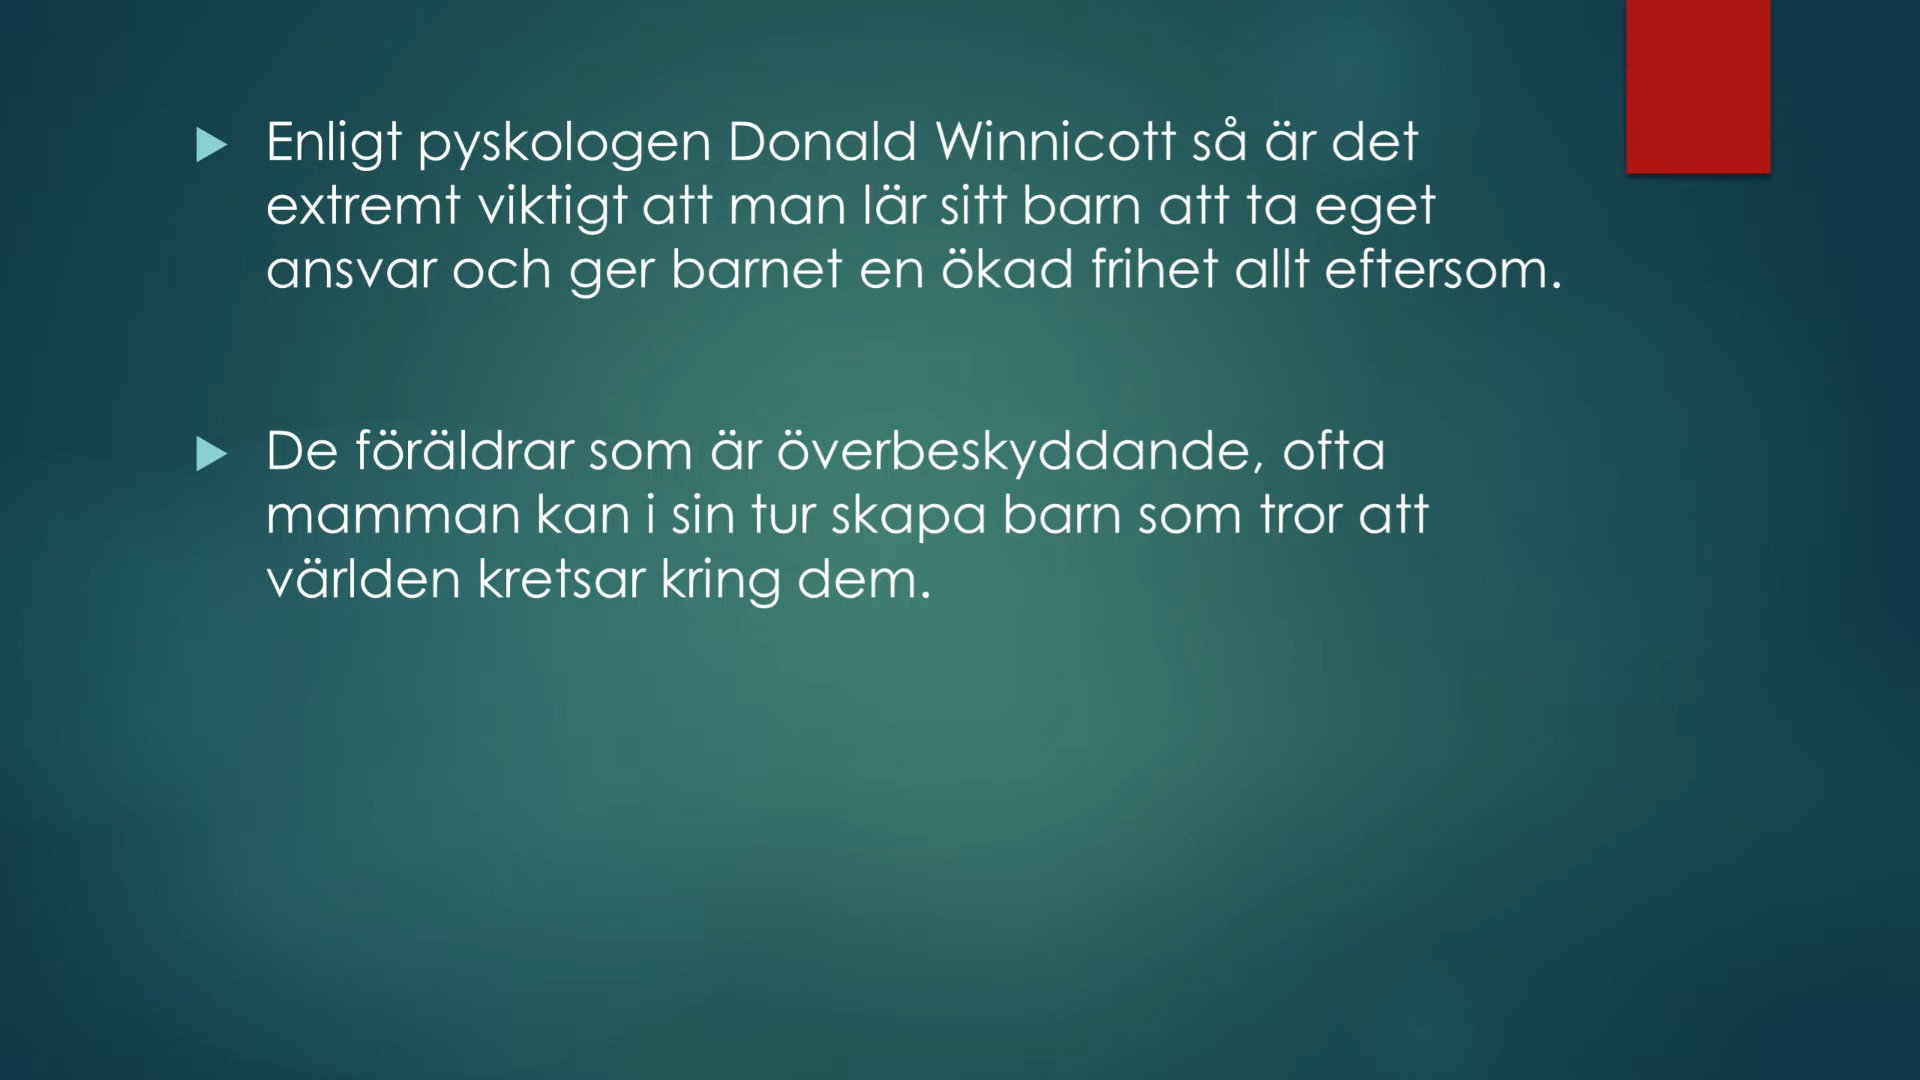 Enligt pyskologen Donald Winnicott så är det
extremt viktigt att man lär sitt barn att ta eget
ansvar och ger barnet en ökad frihet allt eftersom.
De föräldrar som är överbeskyddande, ofta
mamman kan i sin tur skapa barn som tror att
världen kretsar kring dem.